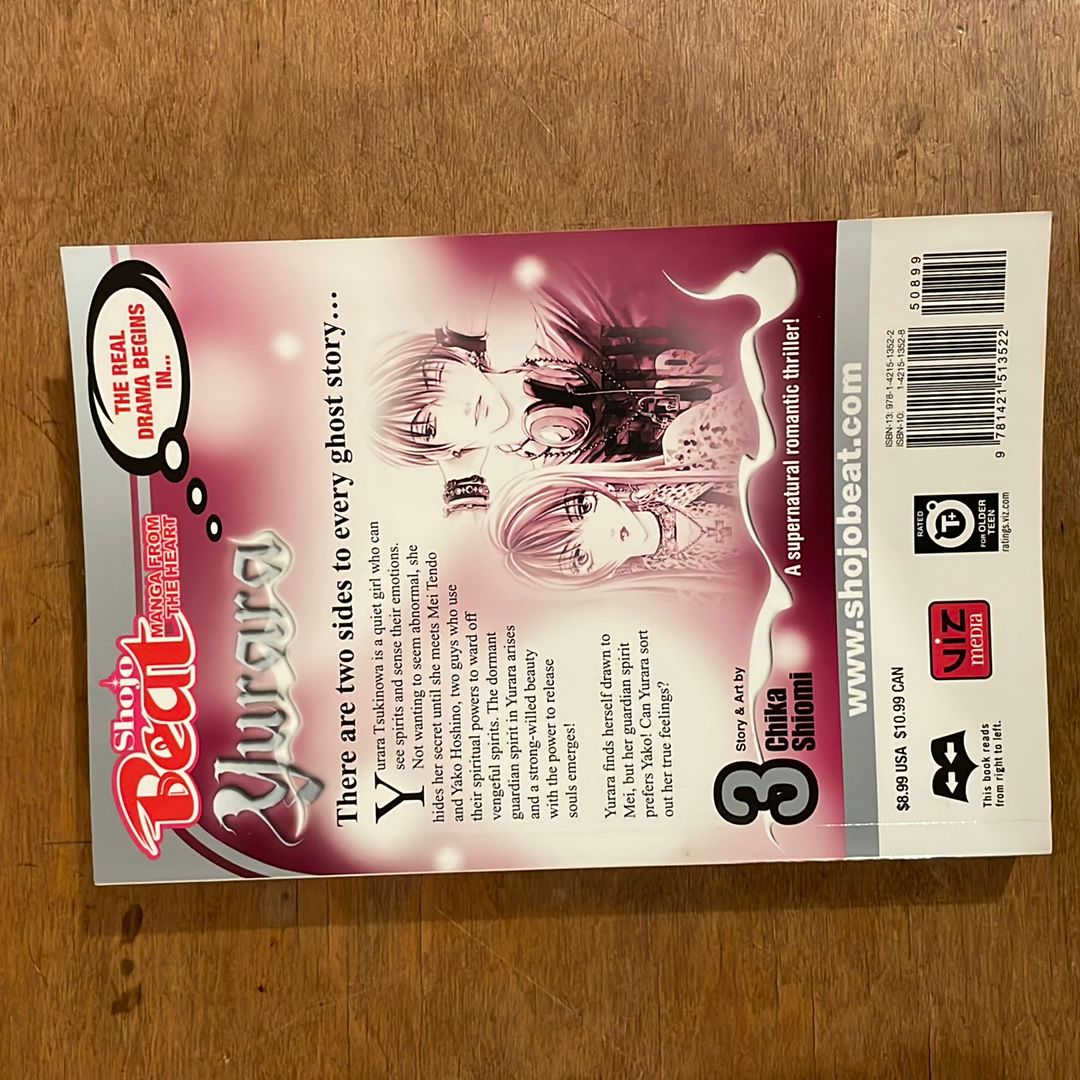 THE REAL
DRAMA BEGINS
IN...
Shojo
Beat
MANGA FROM
THE HEART
Yurara
There are two sides to every ghost story...
Yurara Tsukinowa is a quiet girl who can
see spirits and sense their emotions.
Not wanting to seem abnormal, she
hides her secret until she meets Mei Tendo
and Yako Hoshino, two guys who use
their spiritual powers to ward off
vengeful spirits. The dormant
guardian spirit in Yurara arises
and a strong-willed beauty
with the power to release
souls emerges!
Yurara finds herself drawn to
Mei, but her guardian spirit
prefers Yako! Can Yurara sort
out her true feelings?
3
Story & Art by
Chika
Shiomi
A supernatural romantic thriller!
www.shojobeat.com
$8.99 USA $10.99 CAN
This book reads
from right to left.
VIZ
MEDIA
RATED
T+
FOR OLDER
TEEN
ratings.viz.com
ISBN-13: 978-1-4215-1352-2
ISBN-10: 1-4215-1352-8
9 781421 513522
50899